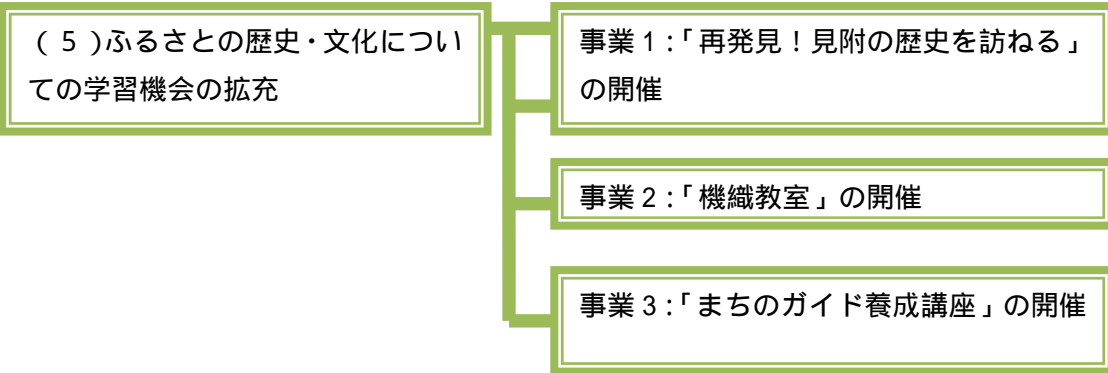 （５）ふるさとの歴史・文化につい
ての学習機会の拡充
事業１：「再発見！見附の歴史を訪ねる」
の開催
事業２：「機織教室」の開催
事業３：「まちのガイド養成講座」の開催